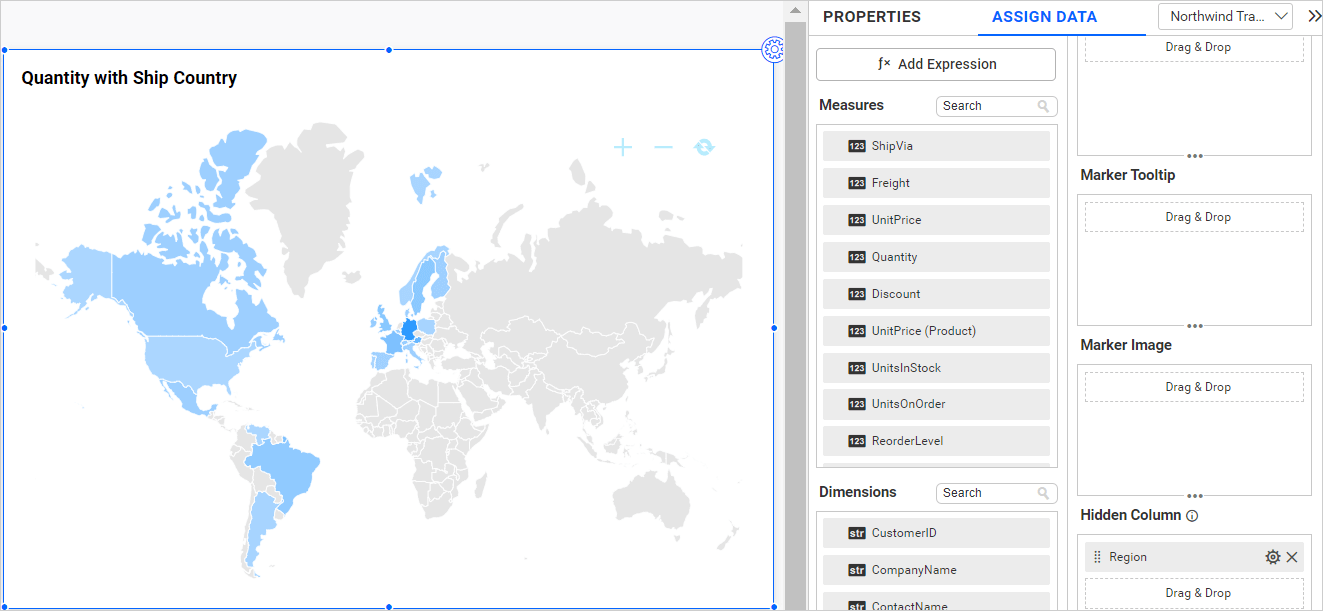 PROPERTIES
ASSIGN DATA
Northwind Tra...
Quantity with Ship Country
ƒx Add Expression
Measures
Search
123 ShipVia
123 Freight
123 UnitPrice
123 Quantity
123 Discount
123 UnitPrice (Product)
123 UnitsInStock
123 UnitsOnOrder
123 ReorderLevel
Dimensions
Search
str CustomerID
str CompanyName
str ContactName
Drag & Drop
Marker Tooltip
Drag & Drop
Marker Image
Drag & Drop
Hidden Column
Region
Drag & Drop